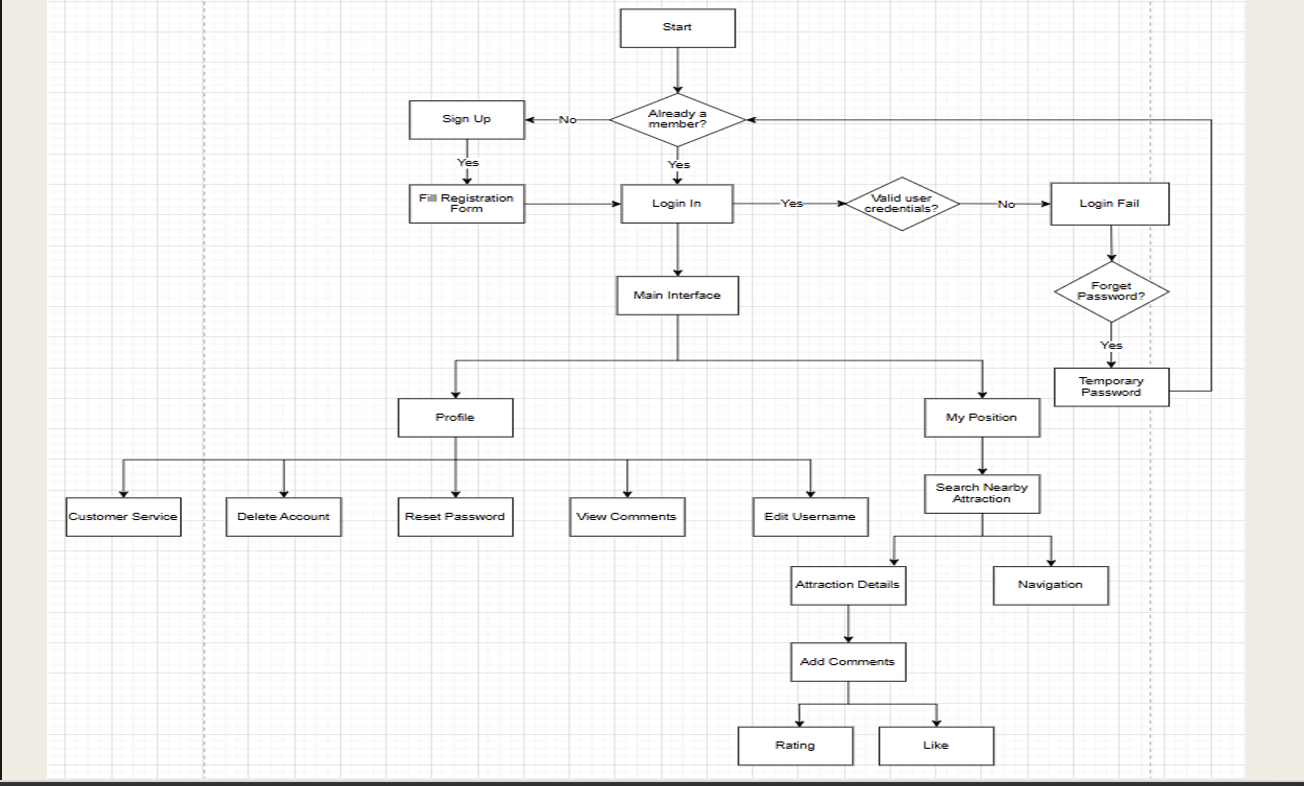 Start
Already a
member?
No
Sign Up
Yes
Yes
Fill Registration
Form
Login In
Yes
Valid user
credentials?
No
Login Fail
Main Interface
Forget
Password?
Yes
Temporary
Password
Profile
My Position
Search Nearby
Attraction
Customer Service
Delete Account
Reset Password
View Comments
Edit Username
Attraction Details
Navigation
Add Comments
Rating
Like